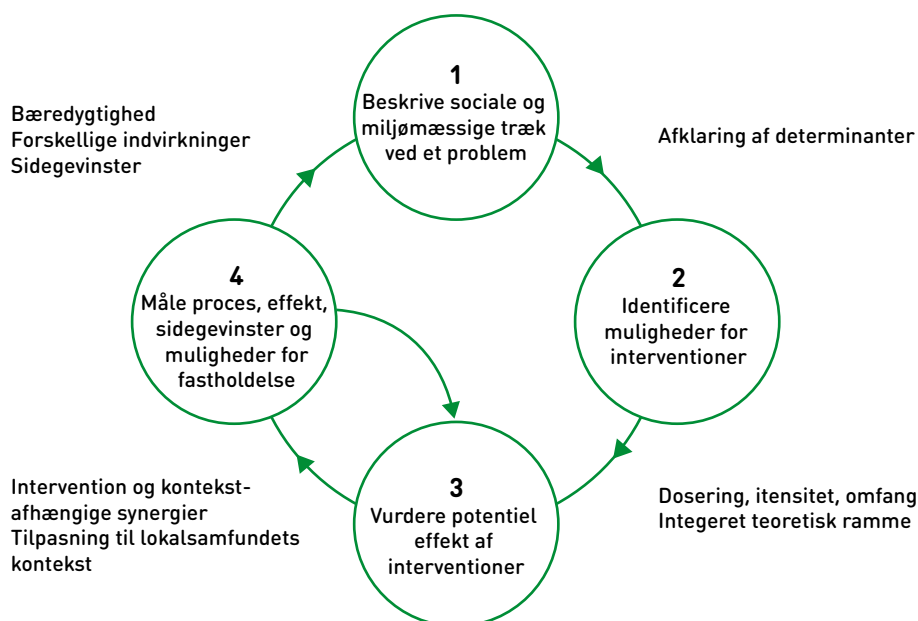 1
Beskrive sociale og
miljømæssige træk
ved et problem
Afklaring af determinanter
2
Identificere
muligheder for
interventioner
Dosering, itensitet, omfang
Integeret teoretisk ramme
3
Vurdere potentiel
effekt af
interventioner
Intervention og kontekst-
afhængige synergier
Tilpasning til lokalsamfundets
kontekst
4
Måle proces, effekt,
sidegevinster og
muligheder for
fastholdelse
Bæredygtighed
Forskellige indvirkninger
Sidegevinster